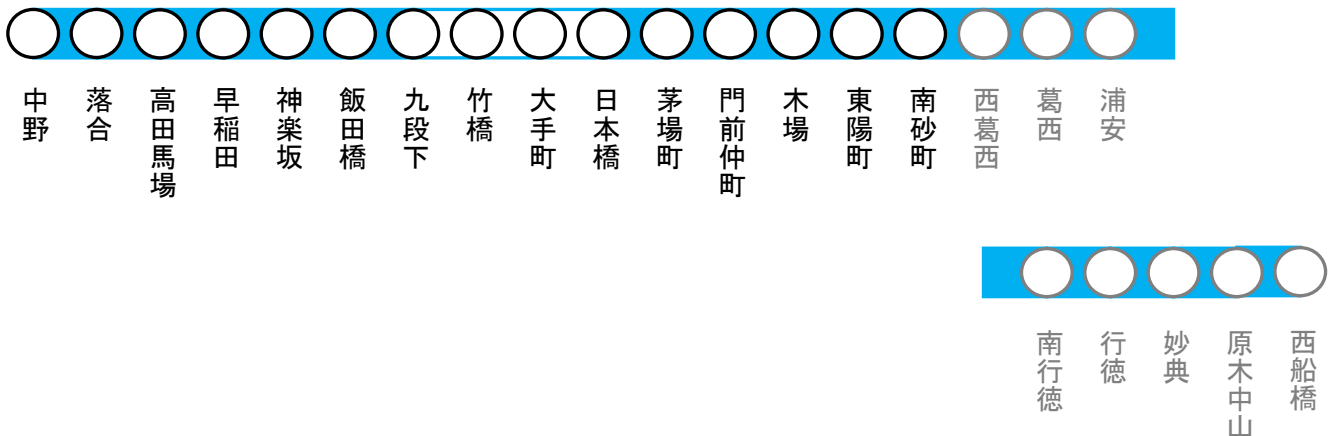 中野
落合
高田馬場
早稲田
神楽坂
飯田橋
九段下
竹橋
大手町
日本橋
茅場町
門前仲町
木場
東陽町
南砂町
西葛西
葛西
浦安
南行徳
行徳
妙典
原木中山
西船橋